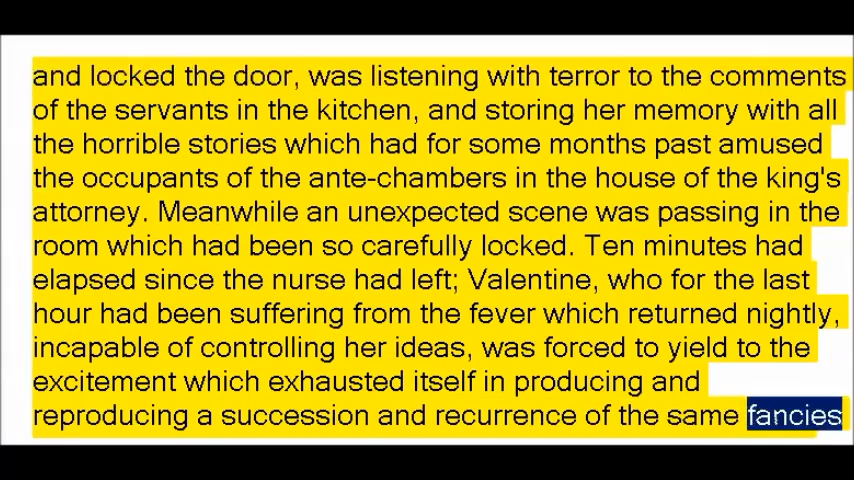 and locked the door, was listening with terror to the comments
of the servants in the kitchen, and storing her memory with all
the horrible stories which had for some months past amused
the occupants of the ante-chambers in the house of the king's
attorney. Meanwhile an unexpected scene was passing in the
room which had been so carefully locked. Ten minutes had
elapsed since the nurse had left; Valentine, who for the last
hour had been suffering from the fever which returned nightly,
incapable of controlling her ideas, was forced to yield to the
excitement which exhausted itself in producing and
reproducing a succession and recurrence of the same fancies